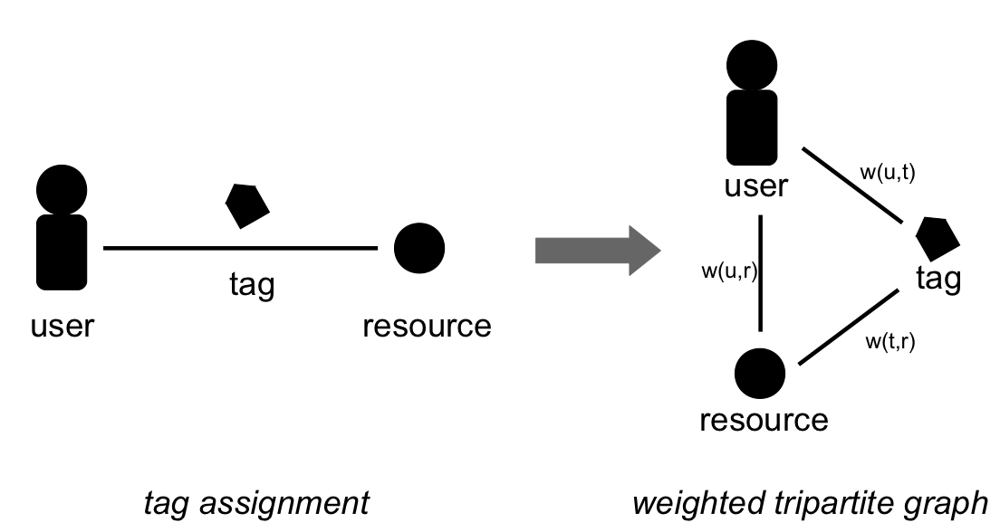 tag
user
resource
tag assignment
user
w(u,t)
tag
w(u,r)
w(t,r)
resource
weighted tripartite graph